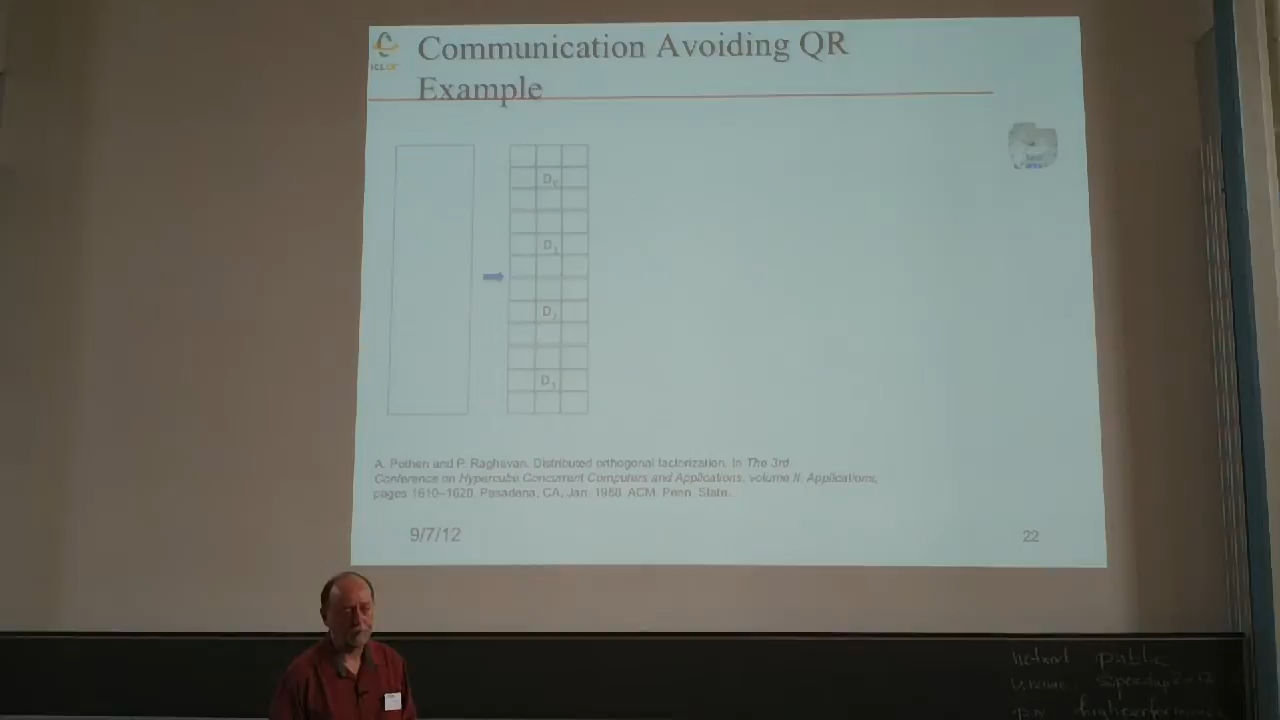 Communication Avoiding QR
Example
ICL
D0
D1
D2
D3
A. Pothen and P. Raghavan. Distributed orthogonal factorization. In The 3rd
Conference on Hypercube Concurrent Computers and Applications, volume II, Applications,
pages 1610–1620, Pasadena, CA, Jan. 1988. ACM. Penn. State.
9/7/12
22
public